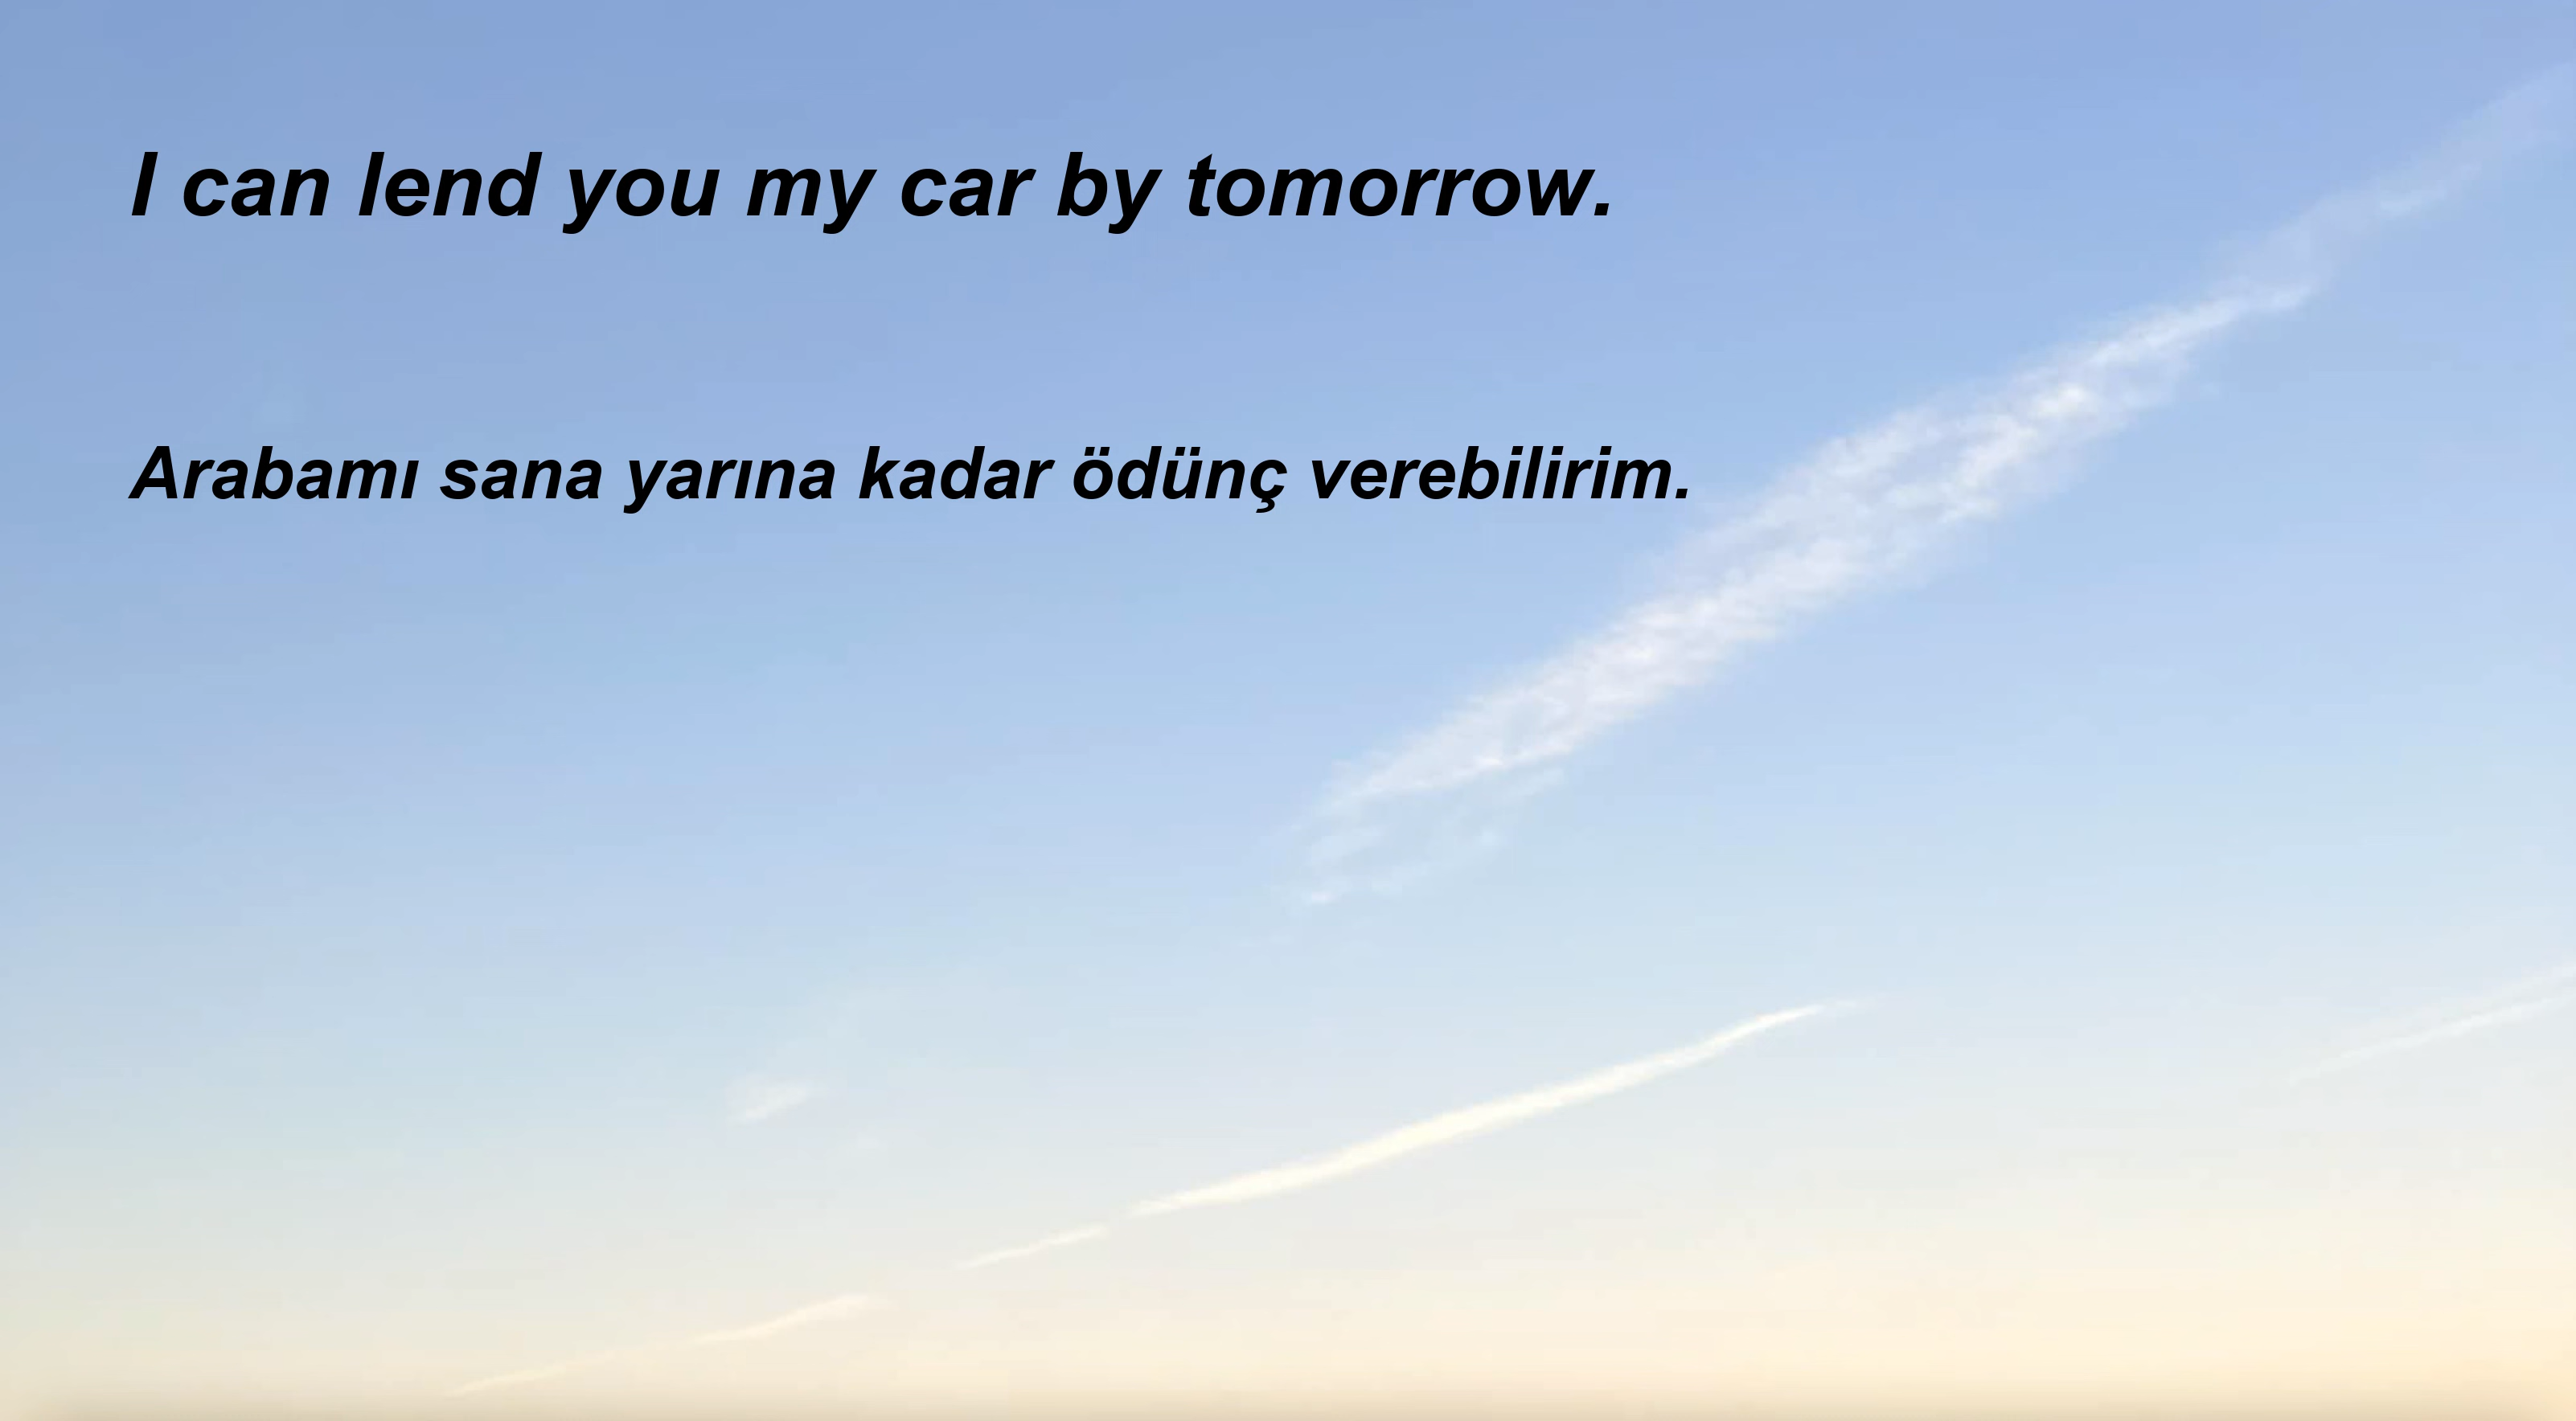 I can lend you my car by tomorrow.
Arabamı sana yarına kadar ödünç verebilirim.